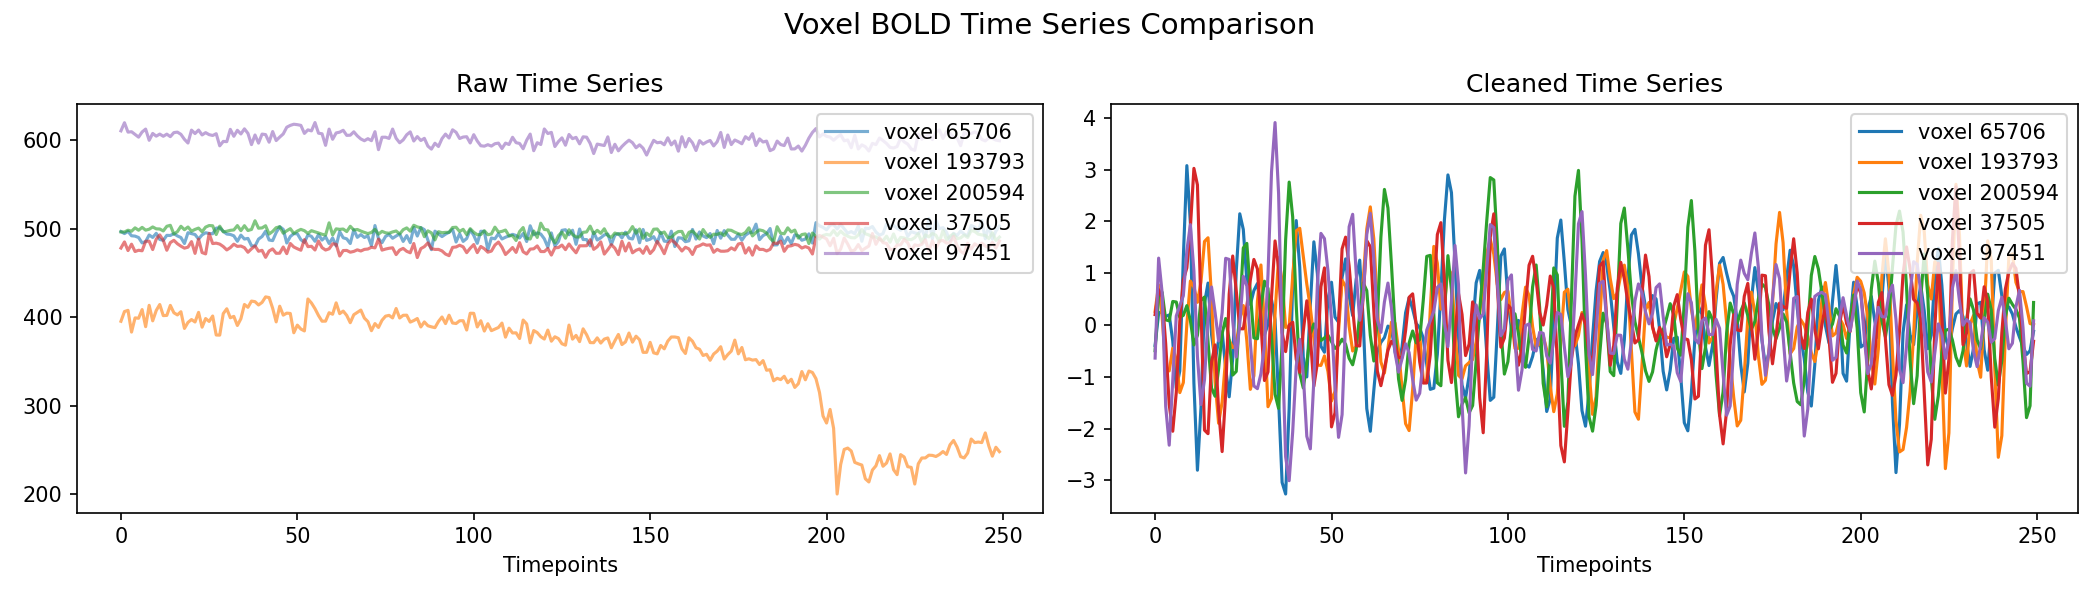 Voxel BOLD Time Series Comparison
Raw Time Series
600
500
400
300
200
0 50 100 150 200 250
Timepoints
voxel 65706
voxel 193793
voxel 200594
voxel 37505
voxel 97451
Cleaned Time Series
4
3
2
1
0
−1
−2
−3
0 50 100 150 200 250
Timepoints
voxel 65706
voxel 193793
voxel 200594
voxel 37505
voxel 97451